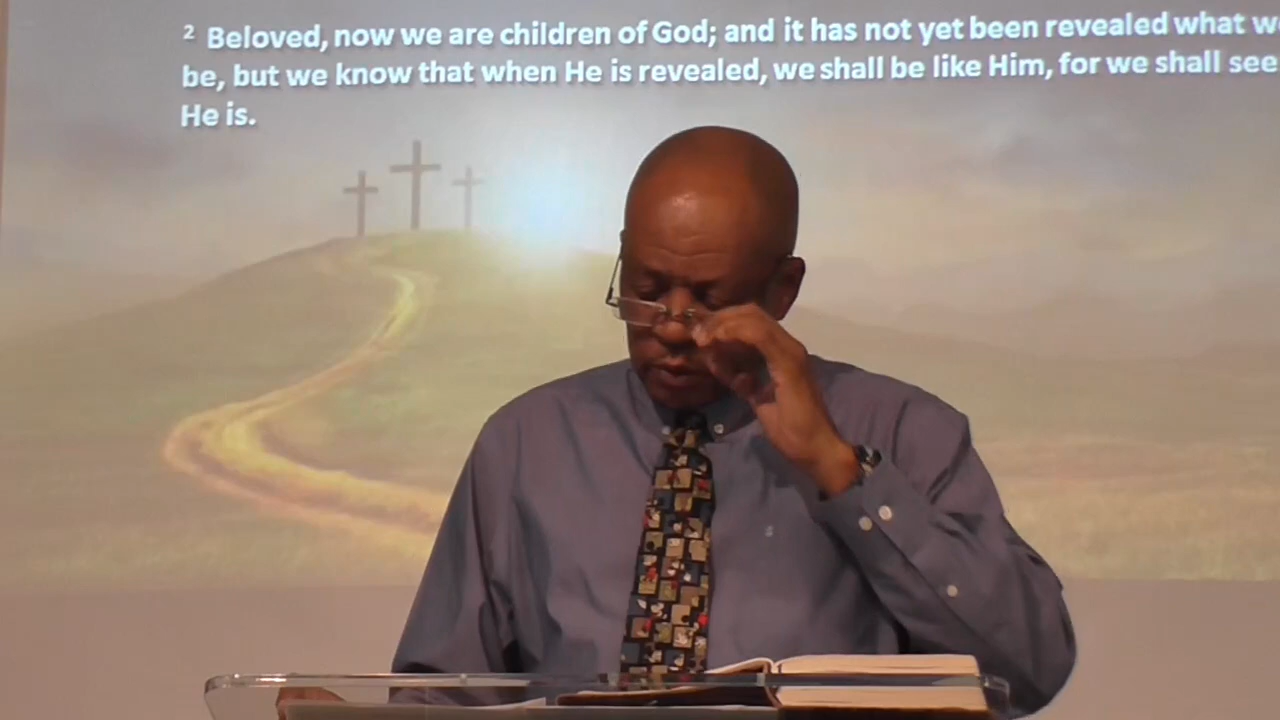 2 Beloved, now we are children of God; and it has not yet been revealed what
be, but we know that when He is revealed, we shall be like Him, for we shall see
He is.